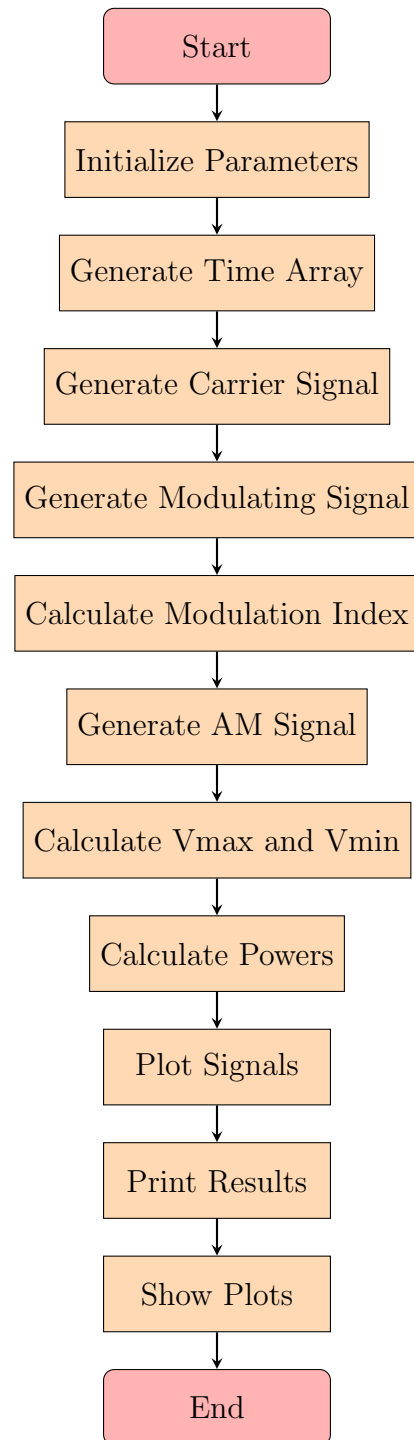 Start
Initialize Parameters
Generate Time Array
Generate Carrier Signal
Generate Modulating Signal
Calculate Modulation Index
Generate AM Signal
Calculate Vmax and Vmin
Calculate Powers
Plot Signals
Print Results
Show Plots
End